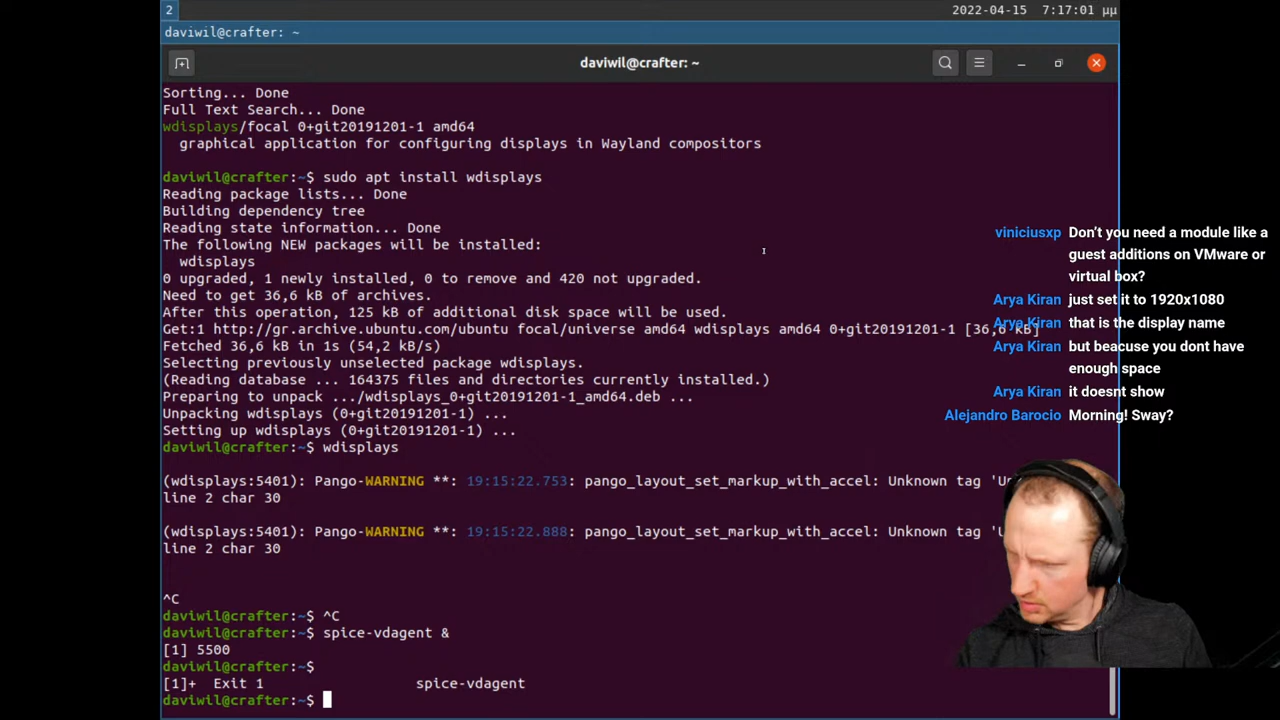 2
2022-04-15 7:17:01 μμ
daviwil@crafter: ~
daviwil@crafter: ~
Sorting... Done
Full Text Search... Done
wdisplays/focal 0+git20191201-1 amd64
graphical application for configuring displays in Wayland compositors
daviwil@crafter:~$ sudo apt install wdisplays
Reading package lists... Done
Building dependency tree
Reading state information... Done
The following NEW packages will be installed:
wdisplays
0 upgraded, 1 newly installed, 0 to remove and 420 not upgraded.
Need to get 36,6 kB of archives.
After this operation, 125 kB of additional disk space will be used.
Get:1 http://gr.archive.ubuntu.com/ubuntu focal/universe amd64 wdisplays amd64 0+git20191201-1 [36,6 kB]
Fetched 36,6 kB in 1s (54,2 kB/s)
Selecting previously unselected package wdisplays.
(Reading database ... 164375 files and directories currently installed.)
Preparing to unpack .../wdisplays_0+git20191201-1_amd64.deb ...
Unpacking wdisplays (0+git20191201-1) ...
Setting up wdisplays (0+git20191201-1) ...
daviwil@crafter:~$ wdisplays
(wdisplays:5401): Pango-WARNING **: 19:15:22.753: pango_layout_set_markup_with_accel: Unknown tag
line 2 char 30
(wdisplays:5401): Pango-WARNING **: 19:15:22.888: pango_layout_set_markup_with_accel: Unknown tag
line 2 char 30
^C
daviwil@crafter:~$ ^C
daviwil@crafter:~$ spice-vdagent &
[1] 5500
daviwil@crafter:~$
[1]+ Exit 1 spice-vdagent
daviwil@crafter:~$
viniciusxp Don’t you need a module like a
guest additions on VMware or
virtual box?
Arya Kiran just set it to 1920x1080
Arya Kiran that is the display name
Arya Kiran but beacuse you dont have
enough space
Arya Kiran it doesnt show
Alejandro Barocio Morning! Sway?